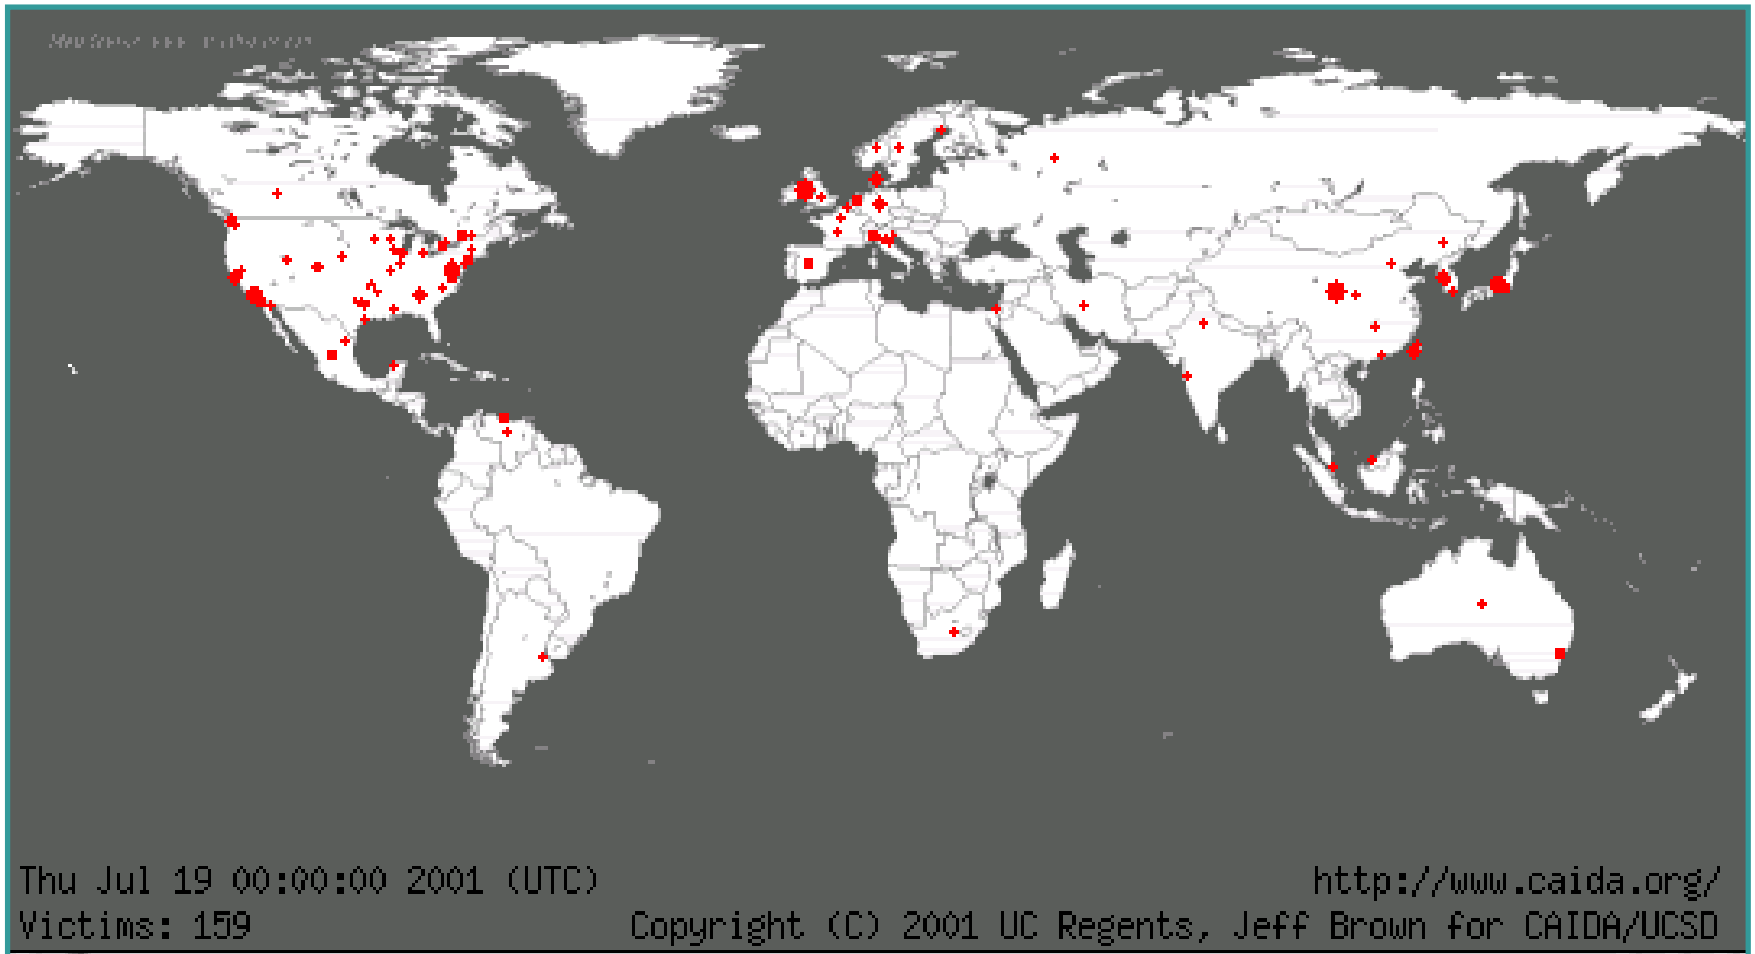 Thu Jul 19 00:00:00 2001 (UTC)
http://www.caida.org/
Victims: 159
Copyright (C) 2001 UC Regents, Jeff Brown for CAIDA/UCSD